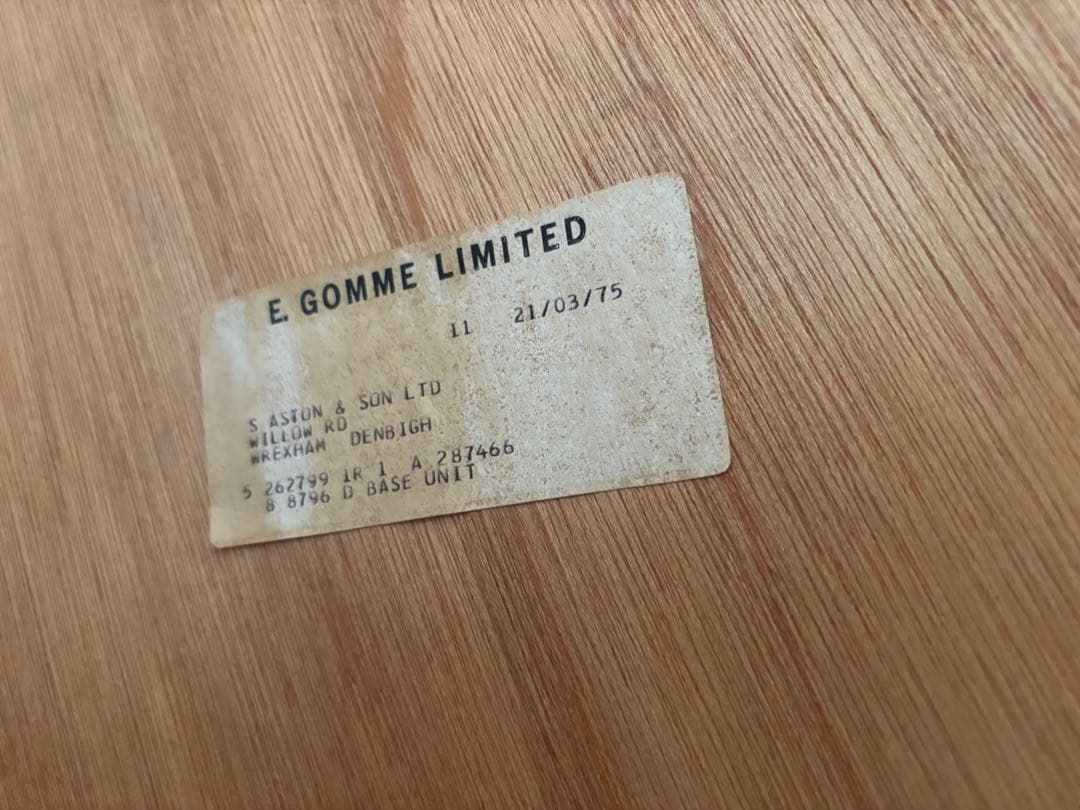 E. GOMME LIMITED
11 21/03/75
S ASTON & SON LTD
WILLOW RD
WREXHAM DENBIGH
5 262799 1R 1 A 287466
8 8796 D BASE UNIT